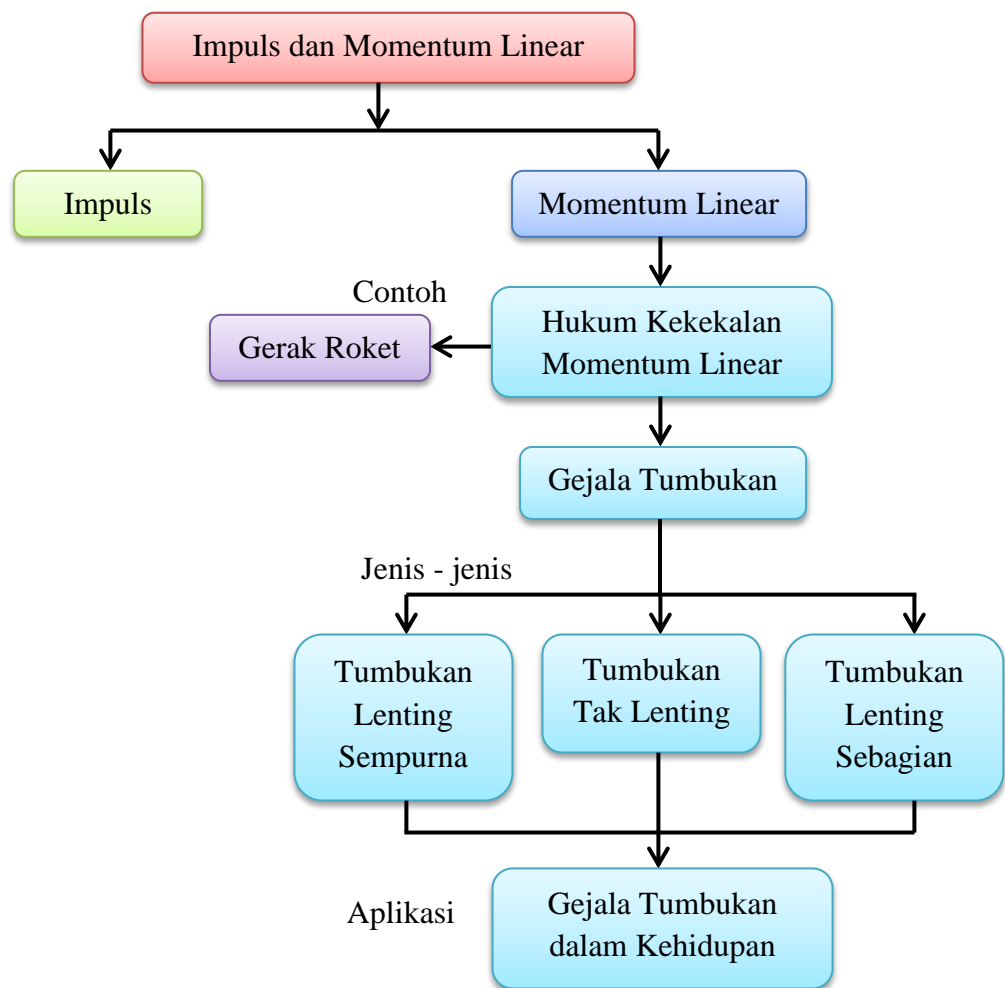 Impuls dan Momentum Linear
Impuls
Momentum Linear
Contoh
Hukum Kekekalan
Momentum Linear
Gerak Roket
Gejala Tumbukan
Jenis - jenis
Tumbukan
Lenting
Sempurna
Tumbukan
Tak Lenting
Tumbukan
Lenting
Sebagian
Aplikasi
Gejala Tumbukan
dalam Kehidupan